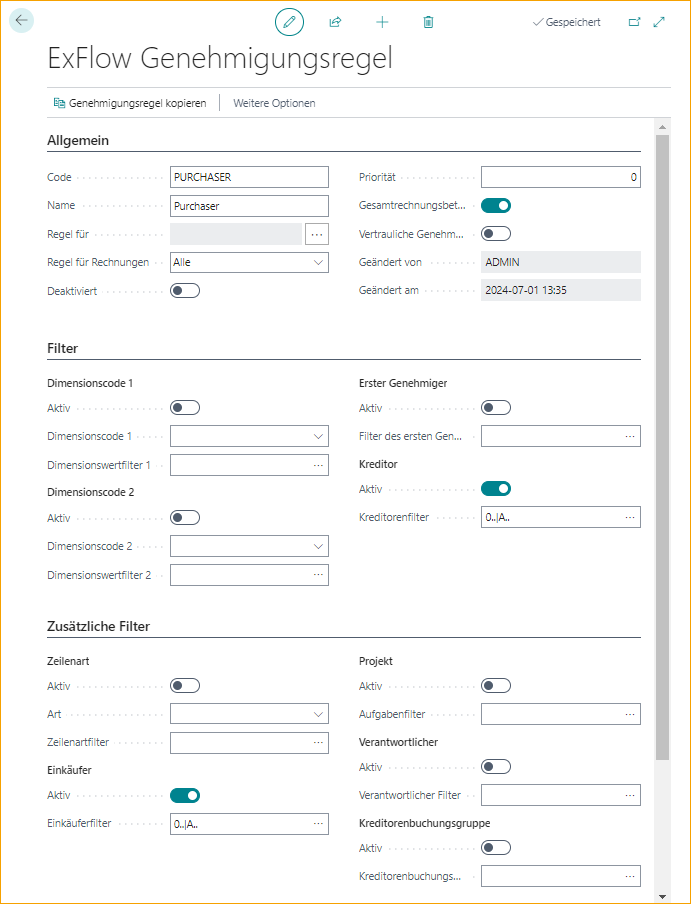 Gespeichert
ExFlow Genehmigungsregel
Genehmigungsregel kopieren
Weitere Optionen
Allgemein
Code
PURCHASER
Name
Purchaser
Regel für
Regel für Rechnungen
Alle
Deaktiviert
Priorität
0
Gesamtrechnungsbet...
Vertrauliche Genehm...
Geändert von
ADMIN
Geändert am
2024-07-01 13:35
Filter
Dimensionscode 1
Aktiv
Dimensionscode 1
Dimensionswertfilter 1
Dimensionscode 2
Aktiv
Dimensionscode 2
Dimensionswertfilter 2
Erster Genehmiger
Aktiv
Filter des ersten Gen...
Kreditor
Aktiv
Kreditorenfilter
0..|A..
Zusätzliche Filter
Zeilenart
Aktiv
Art
Zeilenartfilter
Einkäufer
Aktiv
Einkäuferfilter
0..|A..
Projekt
Aktiv
Aufgabenfilter
Verantwortlicher
Aktiv
Verantwortlicher Filter
Kreditorenbuchungsgruppe
Aktiv
Kreditorenbuchungs...